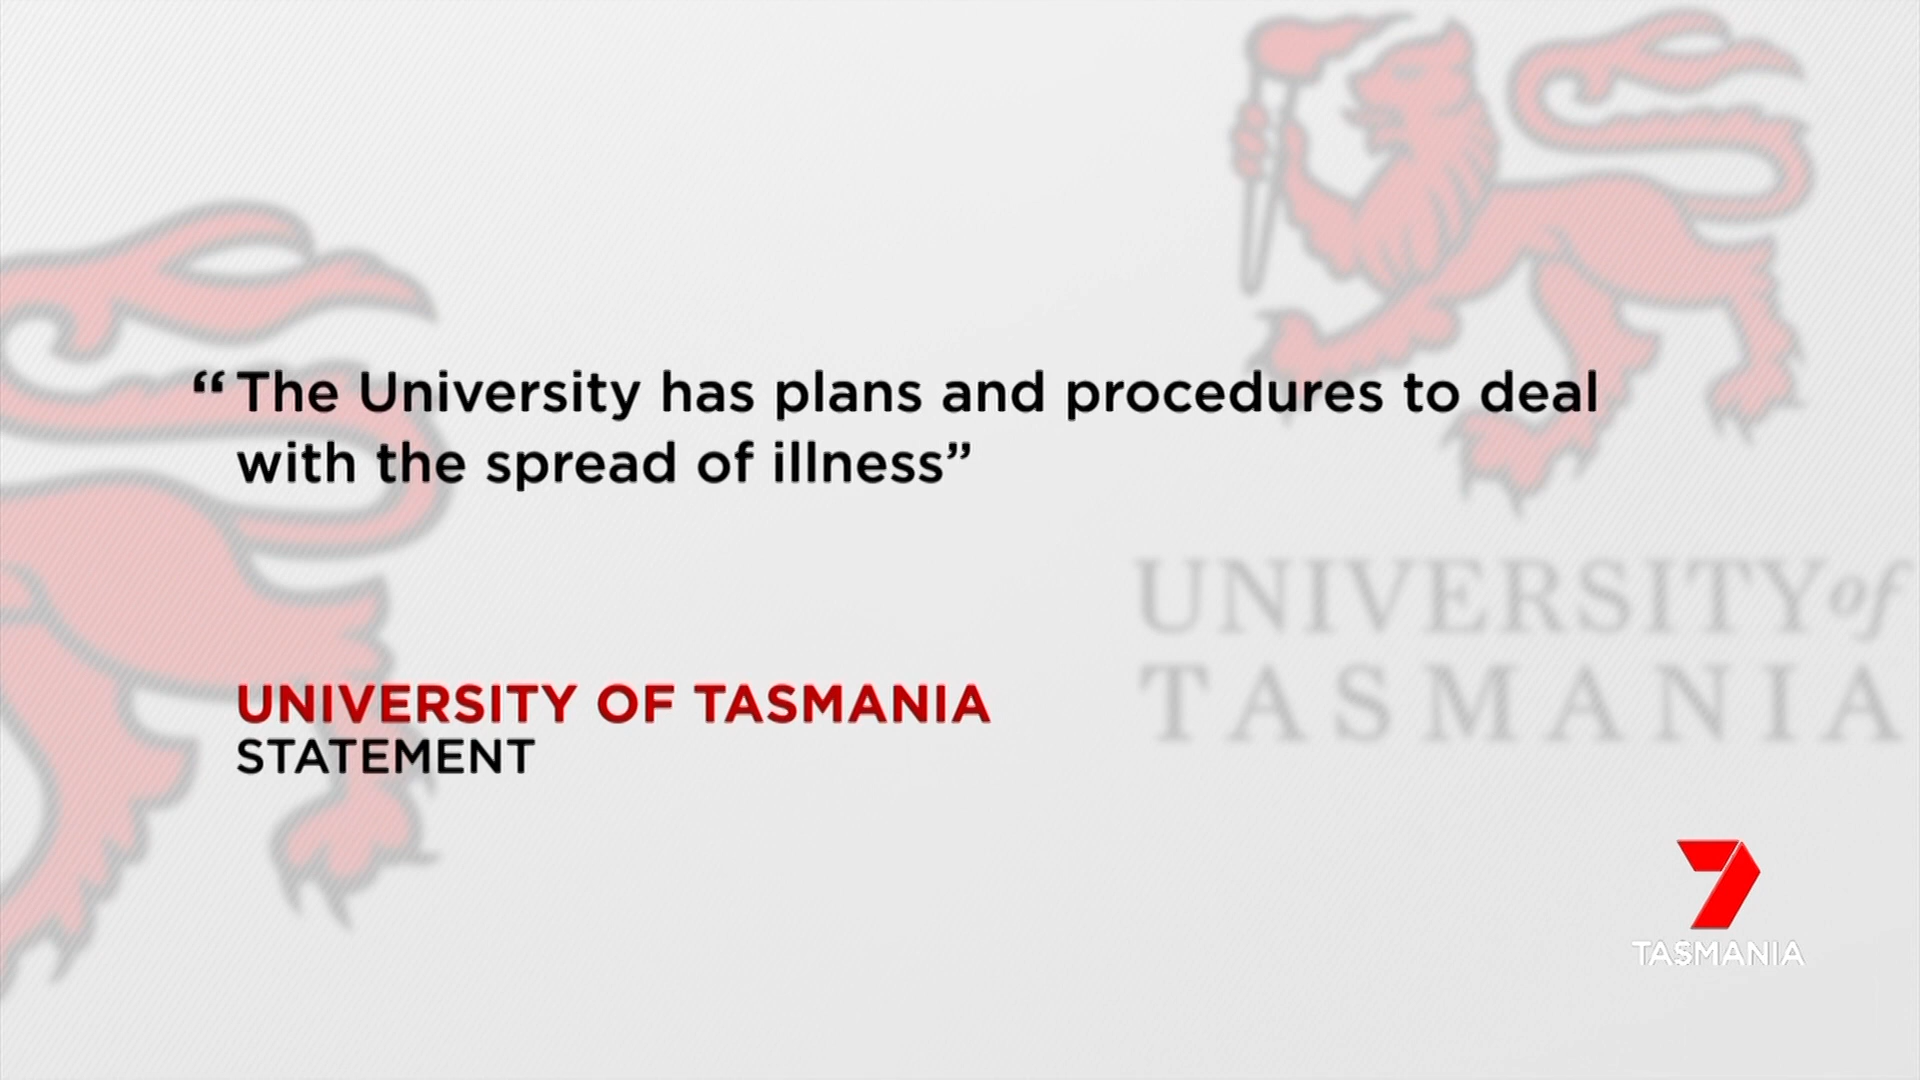 “The University has plans and procedures to deal
with the spread of illness”
UNIVERSITY of
TASMANIA
UNIVERSITY OF TASMANIA
STATEMENT
7
TASMANIA